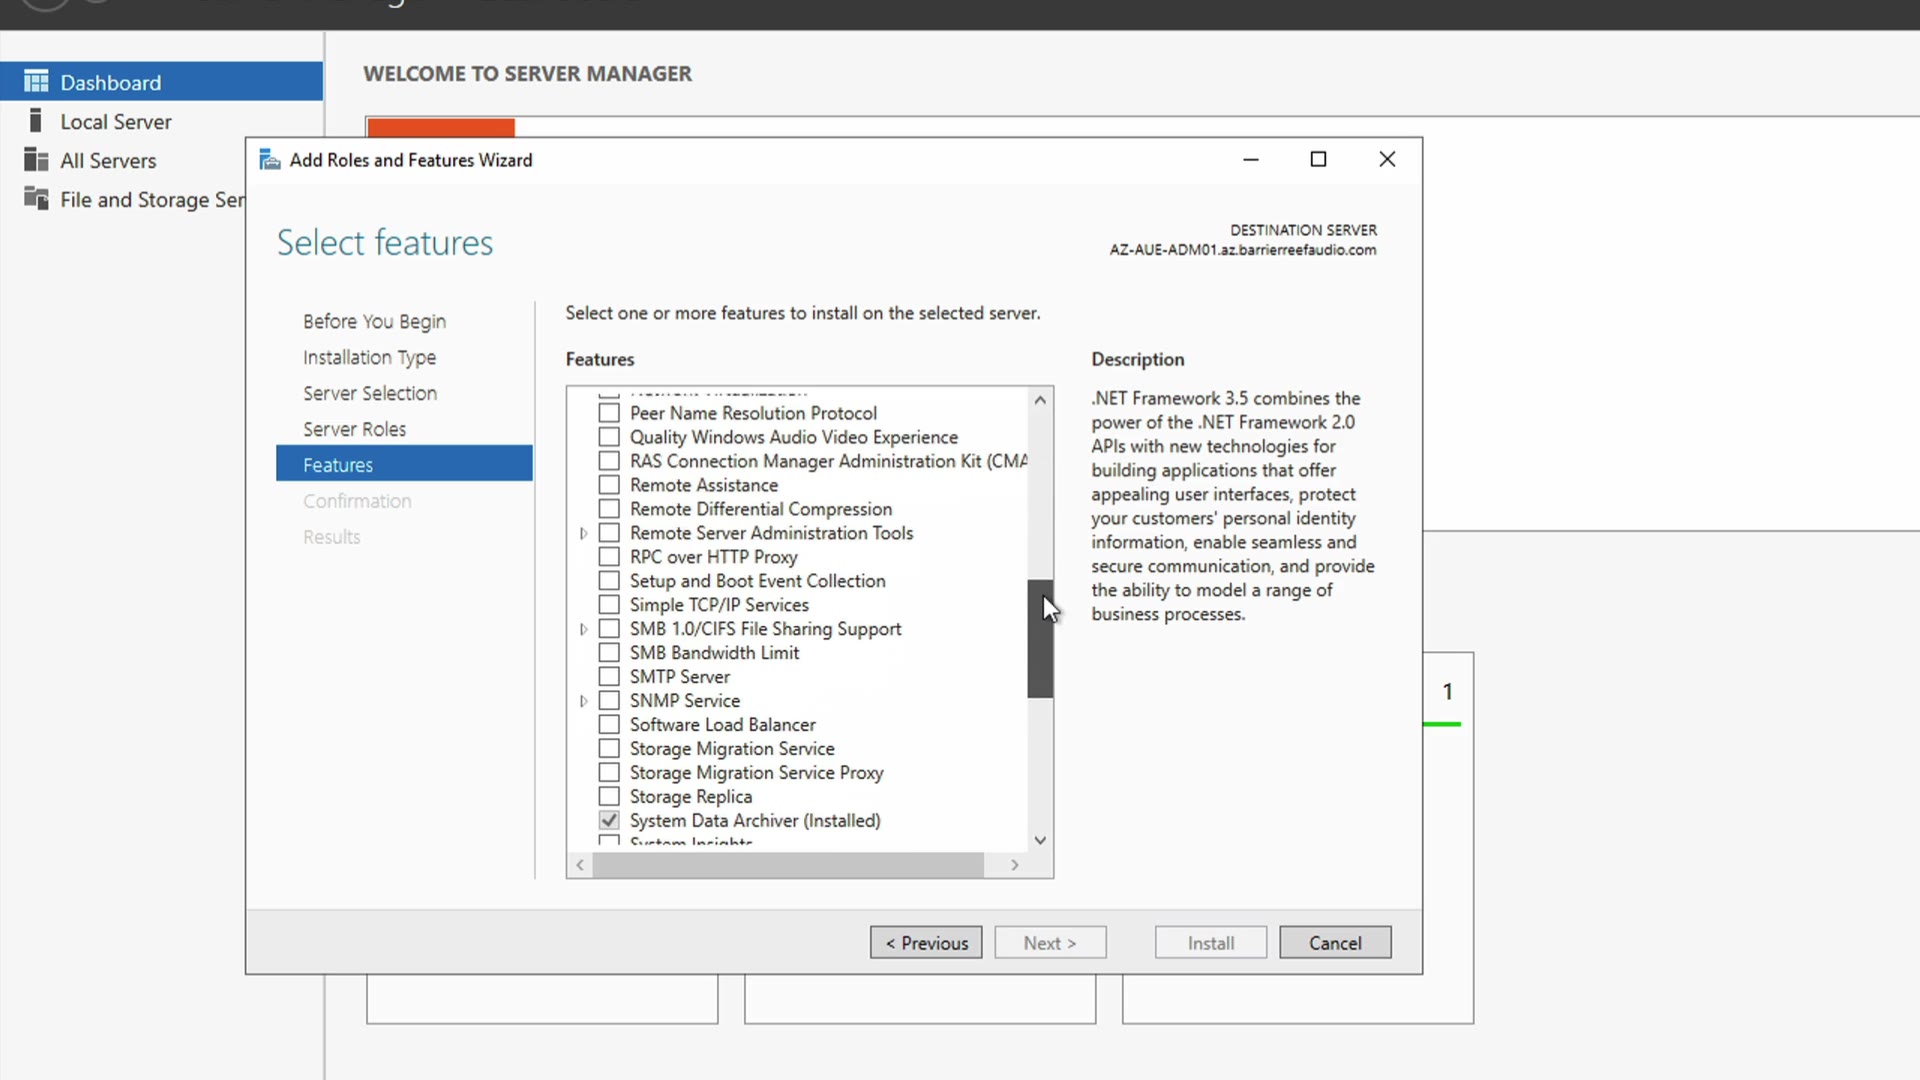 Dashboard
Local Server
All Servers
File and Storage Ser
WELCOME TO SERVER MANAGER
Add Roles and Features Wizard
Select features
DESTINATION SERVER
AZ-AUE-ADM01.az.barrierreefaudio.com
Before You Begin
Installation Type
Server Selection
Server Roles
Features
Confirmation
Results
Select one or more features to install on the selected server.
Features
Peer Name Resolution Protocol
Quality Windows Audio Video Experience
RAS Connection Manager Administration Kit (CMA
Remote Assistance
Remote Differential Compression
Remote Server Administration Tools
RPC over HTTP Proxy
Setup and Boot Event Collection
Simple TCP/IP Services
SMB 1.0/CIFS File Sharing Support
SMB Bandwidth Limit
SMTP Server
SNMP Service
Software Load Balancer
Storage Migration Service
Storage Migration Service Proxy
Storage Replica
System Data Archiver (Installed)
System Insights
Description
.NET Framework 3.5 combines the
power of the .NET Framework 2.0
APIs with new technologies for
building applications that offer
appealing user interfaces, protect
your customers' personal identity
information, enable seamless and
secure communication, and provide
the ability to model a range of
business processes.
1
< Previous
Next >
Install
Cancel